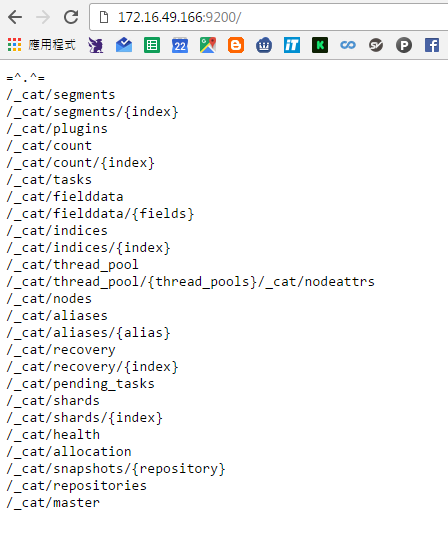 172.16.49.166:9200/
應用程式
=^.^=
/_cat/segments
/_cat/segments/{index}
/_cat/plugins
/_cat/count
/_cat/count/{index}
/_cat/tasks
/_cat/fielddata
/_cat/fielddata/{fields}
/_cat/indices
/_cat/indices/{index}
/_cat/thread_pool
/_cat/thread_pool/{thread_pools}/_cat/nodeattrs
/_cat/nodes
/_cat/aliases
/_cat/aliases/{alias}
/_cat/recovery
/_cat/recovery/{index}
/_cat/pending_tasks
/_cat/shards
/_cat/shards/{index}
/_cat/health
/_cat/allocation
/_cat/snapshots/{repository}
/_cat/repositories
/_cat/master